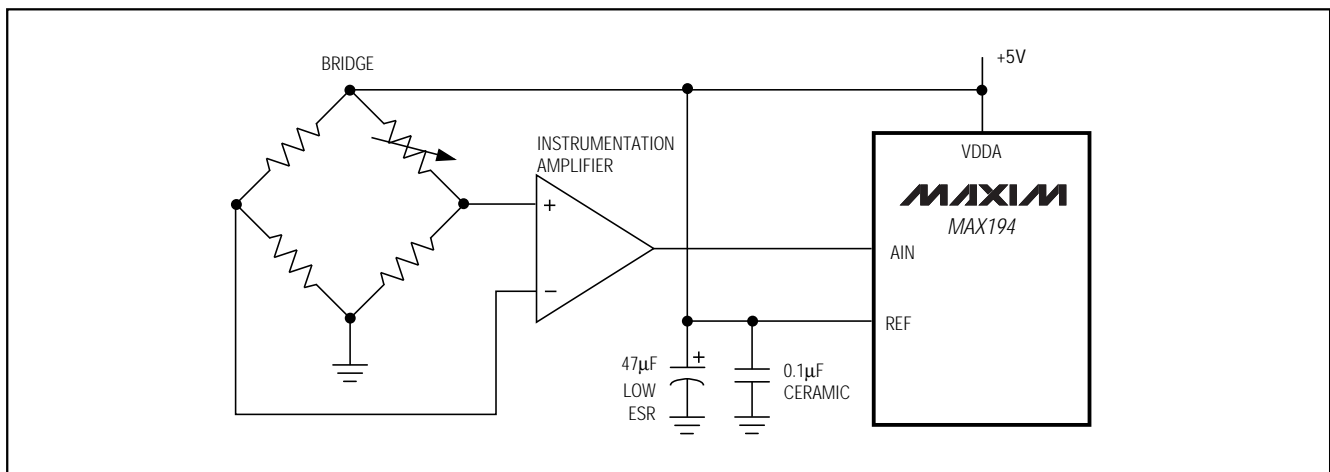 BRIDGE
+5V
INSTRUMENTATION
AMPLIFIER
+
−
VDDA
MAXIM
MAX194
AIN
REF
47µF
LOW
ESR
+
0.1µF
CERAMIC